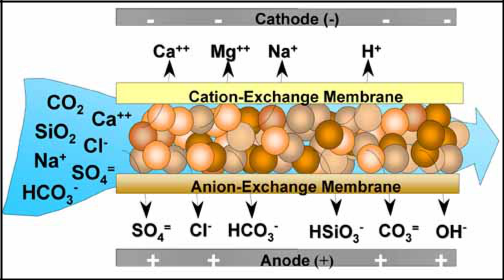 - - Cathode (-) - -
Ca⁺⁺ Mg⁺⁺ Na⁺ H⁺
Cation-Exchange Membrane
CO₂ Ca⁺⁺
SiO₂ Cl⁻
Na⁺ SO₄⁼
HCO₃⁻
Anion-Exchange Membrane
SO₄⁼ Cl⁻ HCO₃⁻ HSiO₃⁻ CO₃⁼ OH⁻
+ + Anode (+) + +